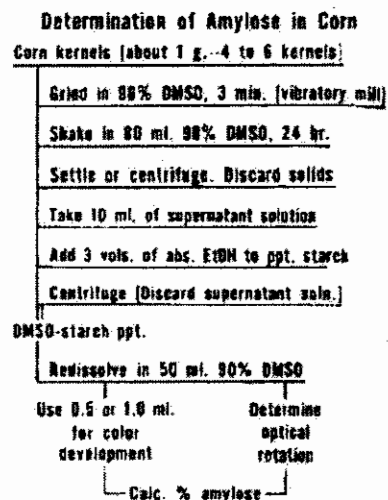 Determination of Amylose in Corn
Corn kernels (about 1 g.--4 to 6 kernels)
Grind in 98% DMSO, 3 min. (vibratory mill)
Shake in 80 ml. 98% DMSO, 24 hr.
Settle or centrifuge. Discard solids
Take 10 ml. of supernatant solution
Add 3 vols. of abs. EtOH to ppt. starch
Centrifuge (Discard supernatant soln.)
DMSO-starch ppt.
Redissolve in 50 ml. 90% DMSO
Use 0.5 or 1.0 ml.
for color
development
Determine
optical
rotation
Calc. % amylose